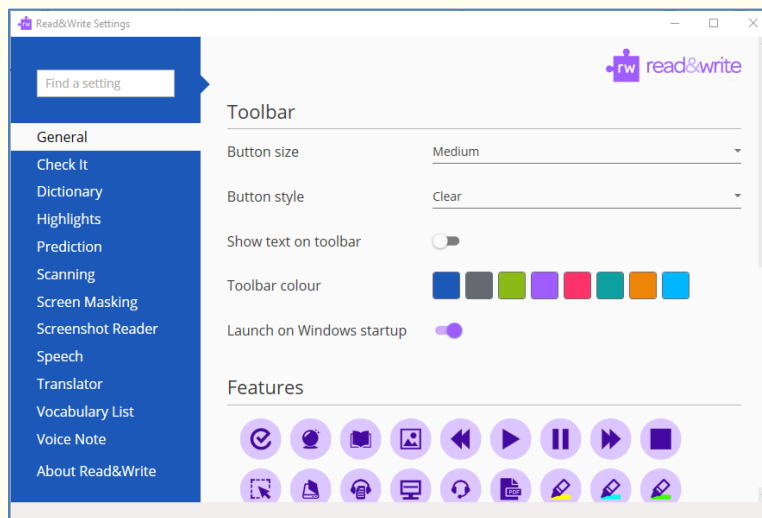 Read&Write Settings
rw read&write
Find a setting
General
Check It
Dictionary
Highlights
Prediction
Scanning
Screen Masking
Screenshot Reader
Speech
Translator
Vocabulary List
Voice Note
About Read&Write
Toolbar
Button size Medium
Button style Clear
Show text on toolbar
Toolbar colour
Launch on Windows startup
Features
PDF